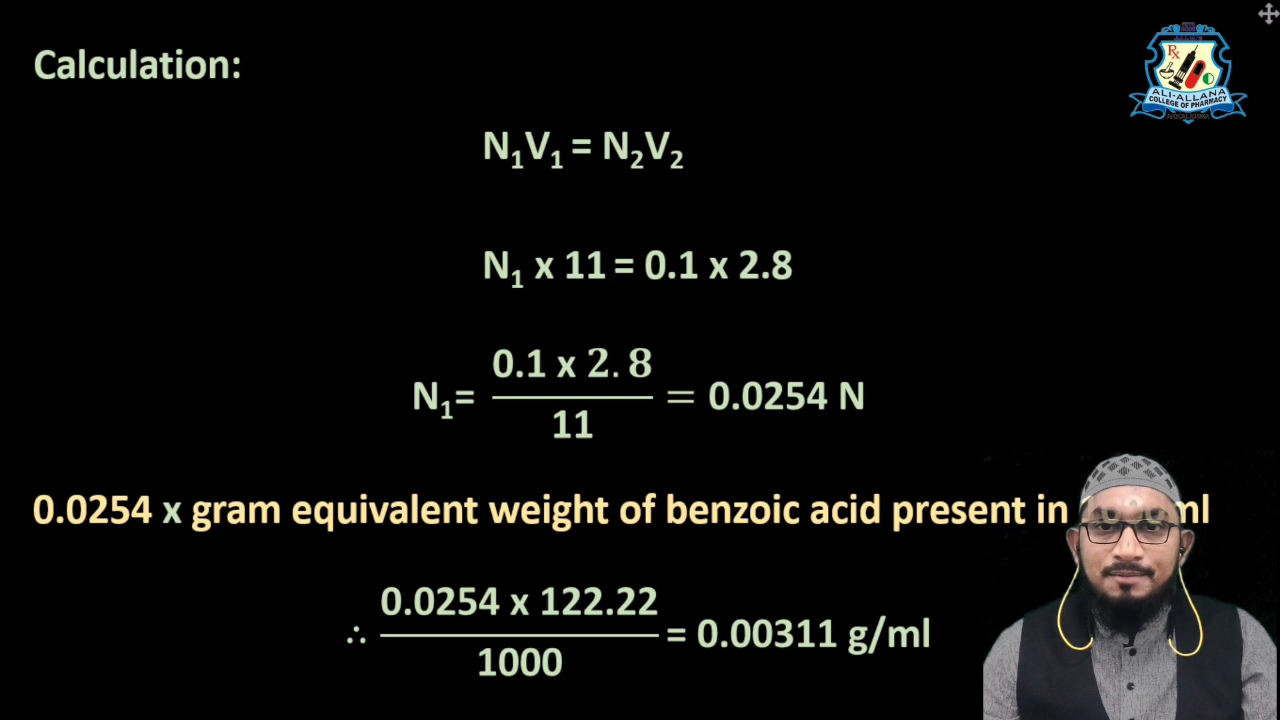 Calculation:
Rx
ALI-ALLANA
COLLEGE OF PHARMACY
N₁V₁ = N₂V₂
N₁ x 11 = 0.1 x 2.8
N₁= 0.1 x 2.8 / 11 = 0.0254 N
0.0254 x gram equivalent weight of benzoic acid present in ml
∴ 0.0254 x 122.22 / 1000 = 0.00311 g/ml